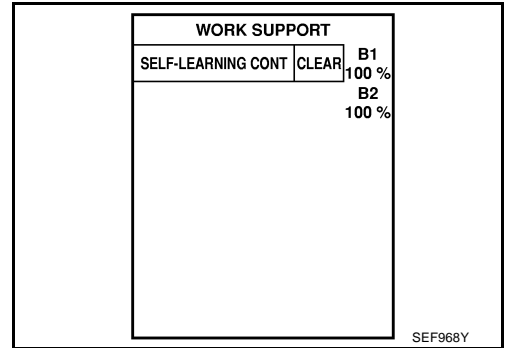 WORK SUPPORT
SELF-LEARNING CONT CLEAR B1
100 %
B2
100 %
SEF968Y